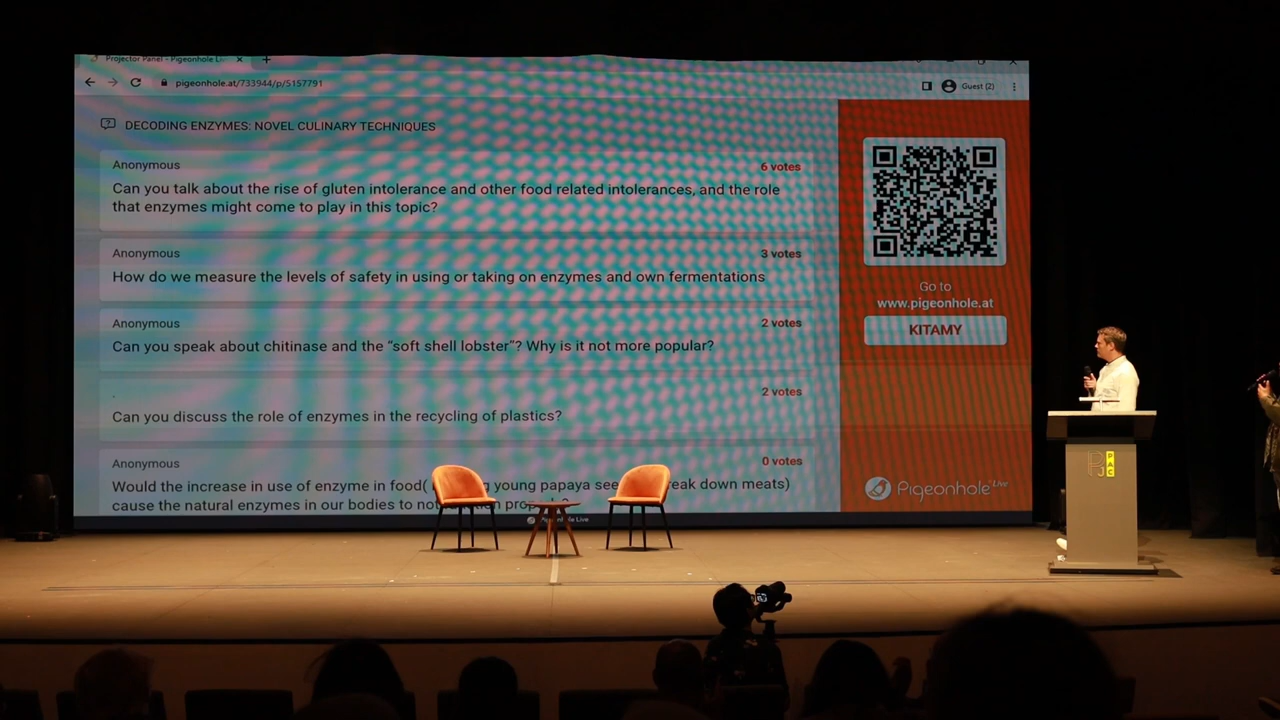 Projector Panel - Pigeonhole Li
pigeonhole.at/733944/p/5157791
Guest (2)
DECODING ENZYMES: NOVEL CULINARY TECHNIQUES
Anonymous
6 votes
Can you talk about the rise of gluten intolerance and other food related intolerances, and the role
that enzymes might come to play in this topic?
Anonymous
3 votes
How do we measure the levels of safety in using or taking on enzymes and own fermentations
Anonymous
2 votes
Can you speak about chitinase and the “soft shell lobster”? Why is it not more popular?
.
2 votes
Can you discuss the role of enzymes in the recycling of plastics?
Anonymous
0 votes
Would the increase in use of enzyme in food( young papaya eak down meats)
cause the natural enzymes in our bodies to
Go to
www.pigeonhole.at
KITAMY
Pigeonhole Live
Live
PJ
PAC